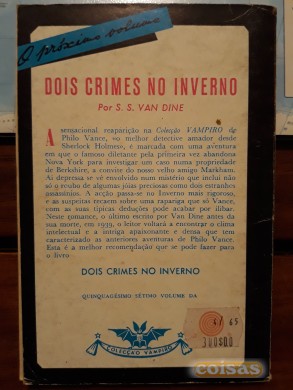 O próximo volume
DOIS CRIMES NO INVERNO
Por S. S. VAN DINE
A sensacional reaparição na Colecção VAMPIRO de
Philo Vance, «o melhor detective amador desde
Sherlock Holmes», é marcada com uma aventura
em que o famoso diletante pela primeira vez abandona
Nova York para investigar um caso numa propriedade
de Berkshire, a convite do seu velho amigo Markham.
Aí depressa se vê envolvido num mistério que inclui não
só o roubo de algumas jóias preciosas como dois estranhos
assassínios. A acção passa-se no Inverno mais rigoroso,
e as suspeitas recaem sobre uma rapariga que só Vance,
com as suas típicas deduções pode acabar por ilibar.
Neste romance, o último escrito por Van Dine antes da
sua morte, em 1939, o leitor voltará a encontrar o clima
intelectual e a intriga apaixonante e densa que tem
caracterizado as anteriores aventuras de Philo Vance.
Esta é a melhor recomendação que se pode fazer para
o livro
DOIS CRIMES NO INVERNO
QUINQUAGÉSIMO SÉTIMO VOLUME DA
COLECÇÃO VAMPIRO
300$00
coisas